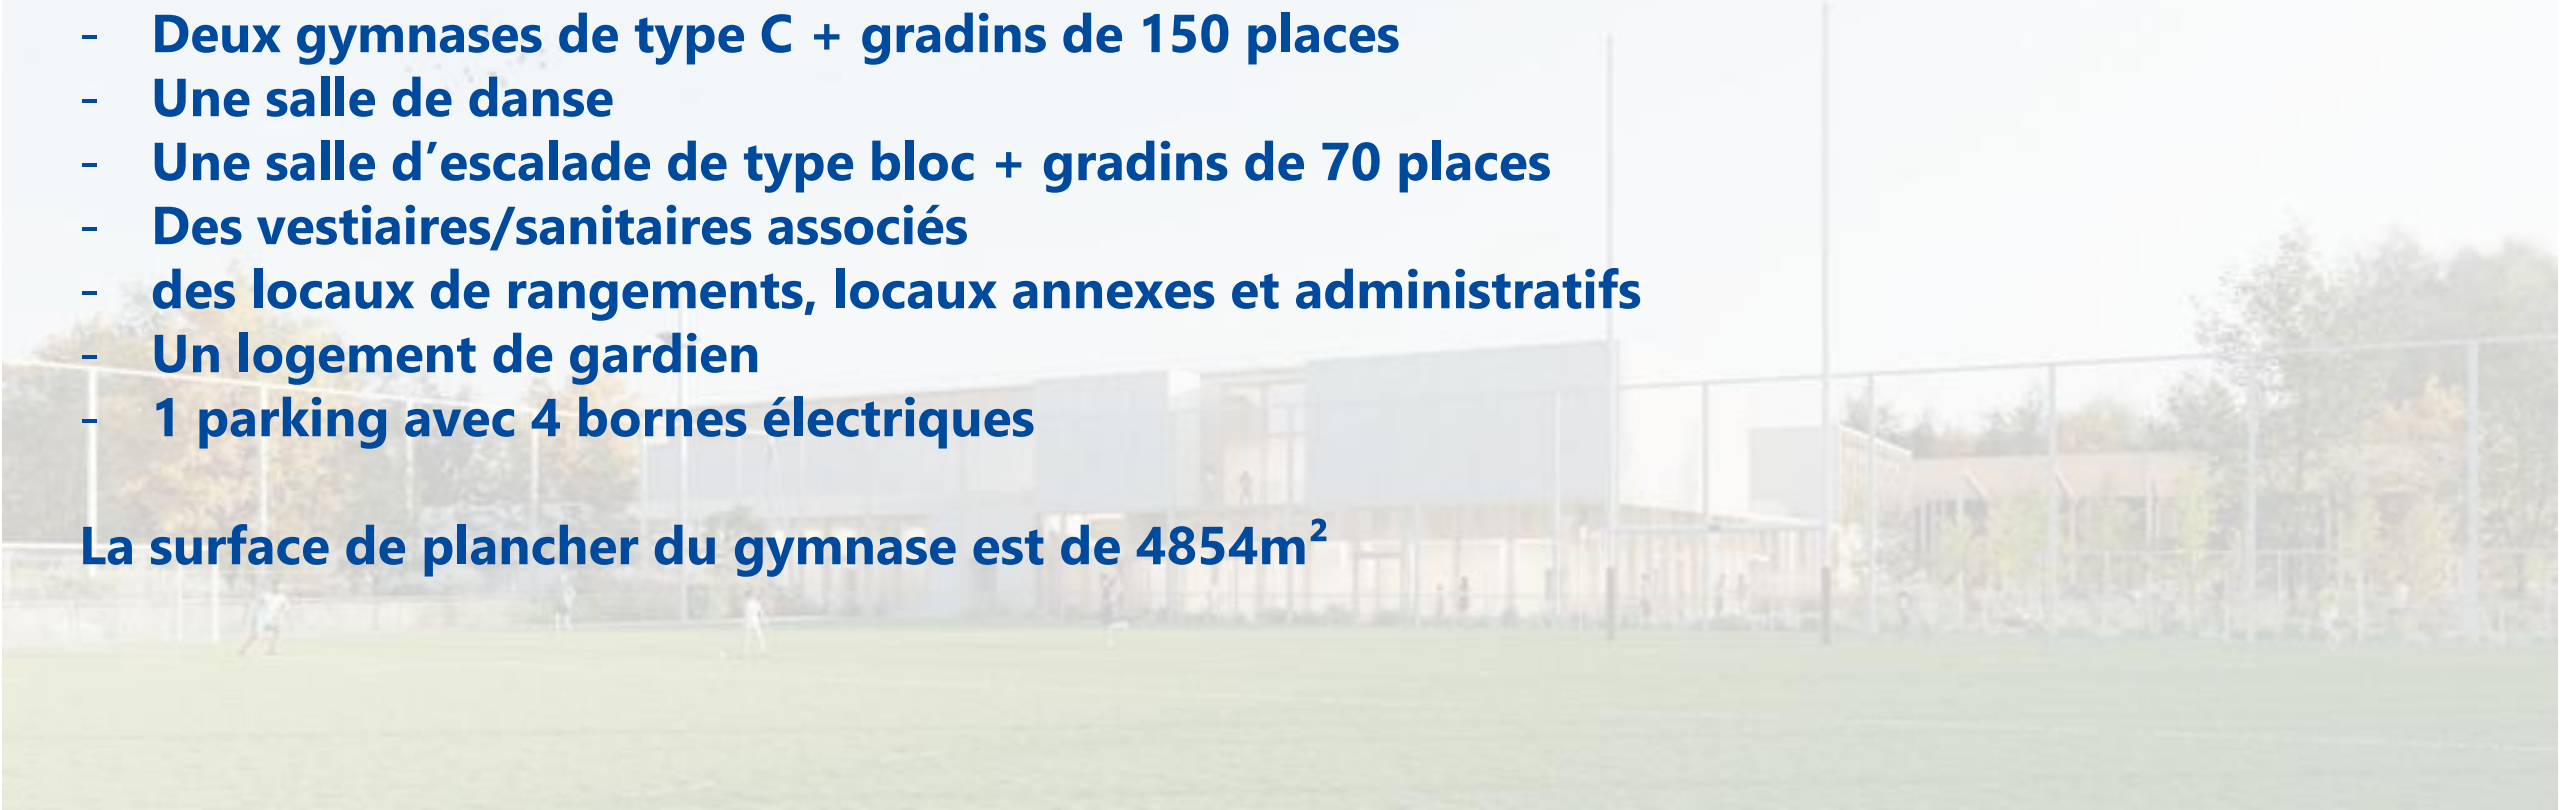 - Deux gymnases de type C + gradins de 150 places
- Une salle de danse
- Une salle d’escalade de type bloc + gradins de 70 places
- Des vestiaires/sanitaires associés
- des locaux de rangements, locaux annexes et administratifs
- Un logement de gardien
- 1 parking avec 4 bornes électriques
La surface de plancher du gymnase est de 4854m²